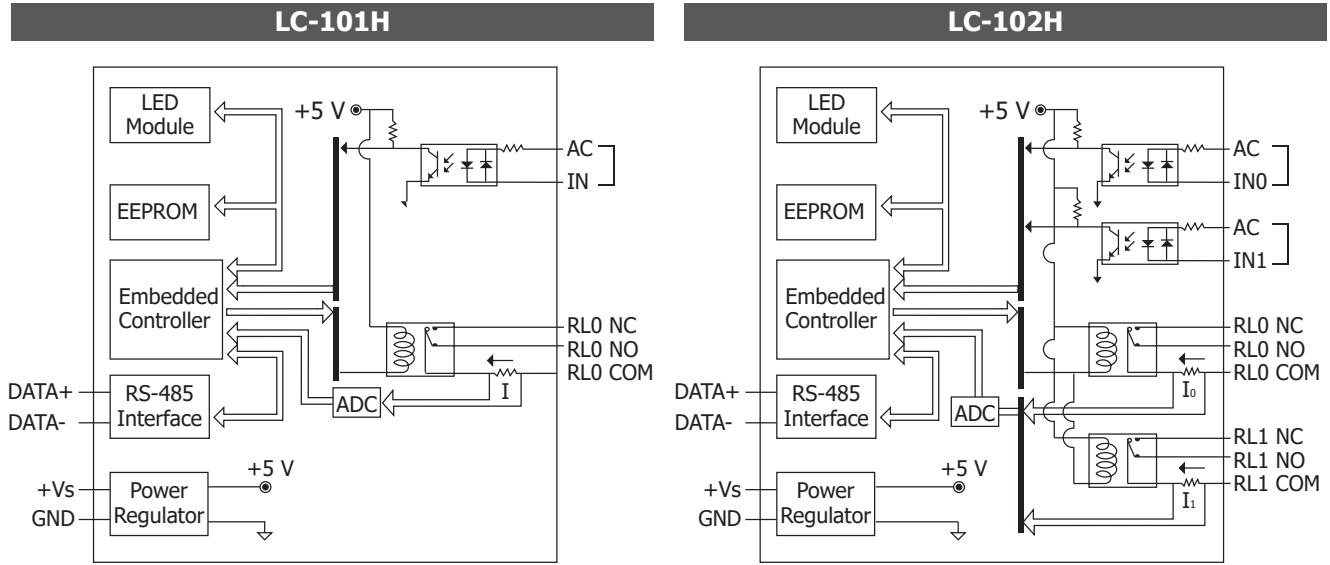 LC-101H
LED
Module
+5 V
AC
IN
EEPROM
Embedded
Controller
RL0 NC
RL0 NO
RL0 COM
I
ADC
DATA+
DATA-
RS-485
Interface
+5 V
+Vs
GND
Power
Regulator
LC-102H
LED
Module
+5 V
AC
IN0
EEPROM
AC
IN1
Embedded
Controller
RL0 NC
RL0 NO
RL0 COM
I0
ADC
DATA+
DATA-
RS-485
Interface
RL1 NC
RL1 NO
RL1 COM
I1
+5 V
+Vs
GND
Power
Regulator